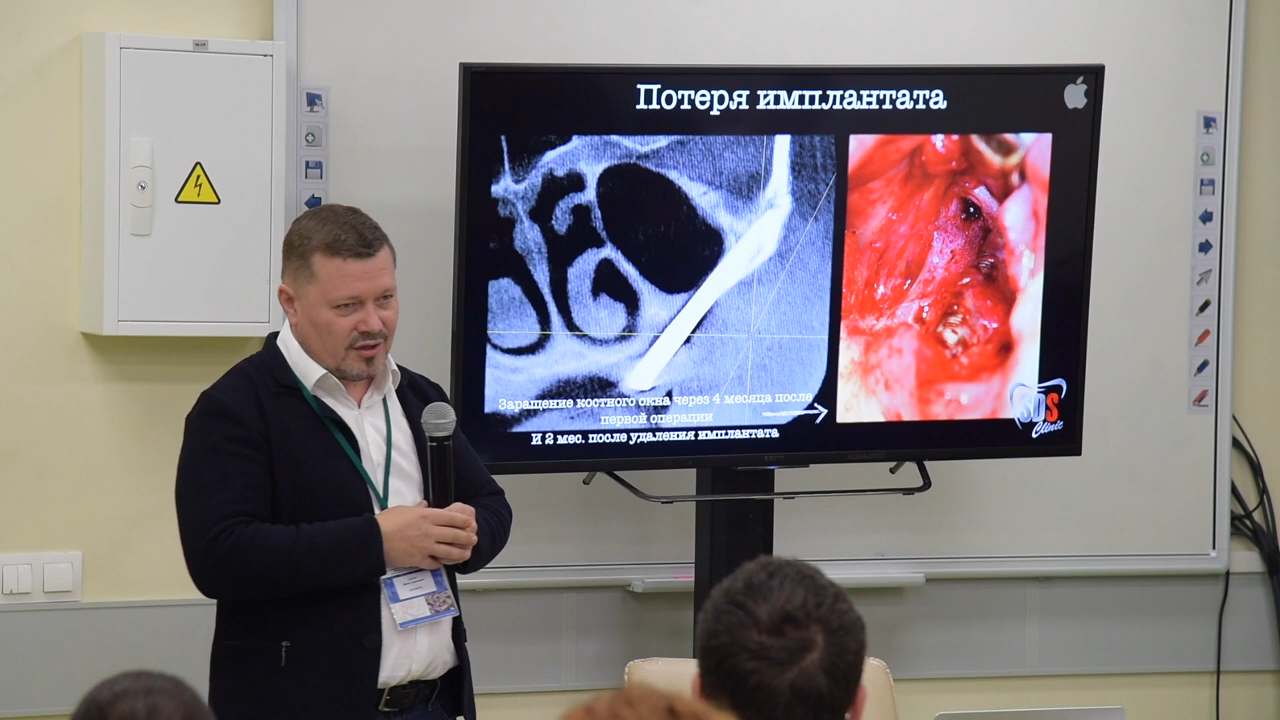 Потеря имплантата
Заращение костного окна через 4 месяца после
первой операции
И 2 мес. после удаления имплантата
SDS
Clinic